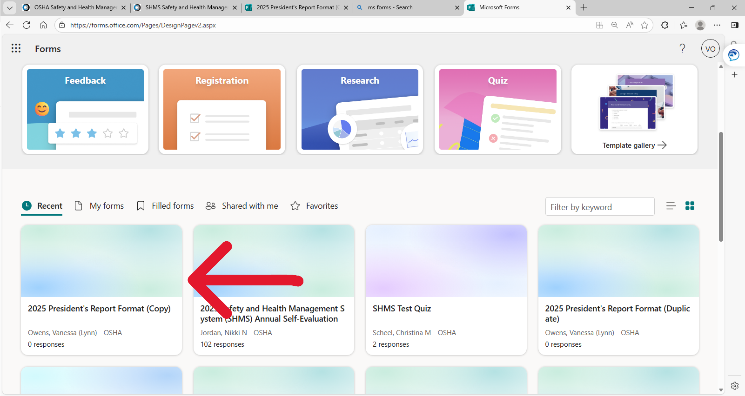 OSHA Safety and Health Manage
SHMS Safety and Health Manage
2025 President's Report Format (
ms forms - Search
Microsoft Forms
https://forms.office.com/Pages/DesignPagev2.aspx
Forms
?
VO
Feedback
Registration
Research
Quiz
Template gallery
Recent
My forms
Filled forms
Shared with me
Favorites
Filter by keyword
2025 President's Report Format (Copy)
Owens, Vanessa (Lynn) OSHA
0 responses
Safety and Health Management S
ystem (SHMS) Annual Self-Evaluation
Jordan, Nikki N OSHA
102 responses
SHMS Test Quiz
Scheel, Christina M OSHA
2 responses
2025 President's Report Format (Duplic
ate)
Owens, Vanessa (Lynn) OSHA
0 responses